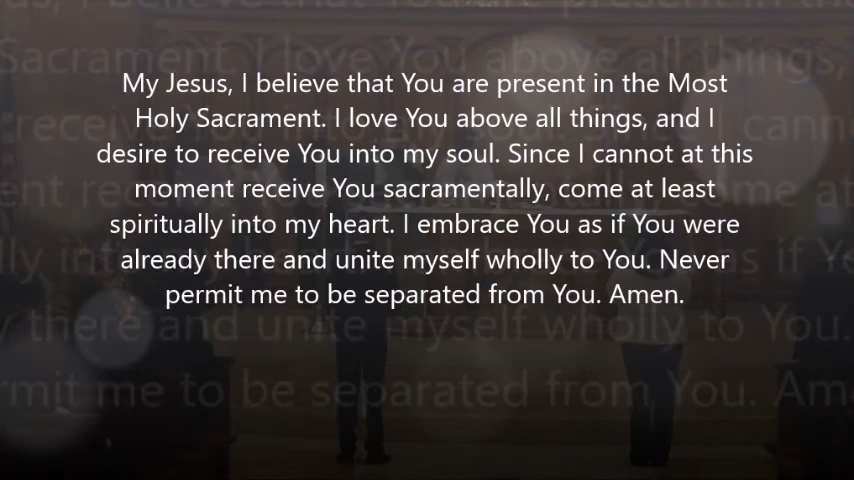 My Jesus, I believe that You are present in the Most
Holy Sacrament. I love You above all things, and I
desire to receive You into my soul. Since I cannot at this
moment receive You sacramentally, come at least
spiritually into my heart. I embrace You as if You were
already there and unite myself wholly to You. Never
permit me to be separated from You. Amen.